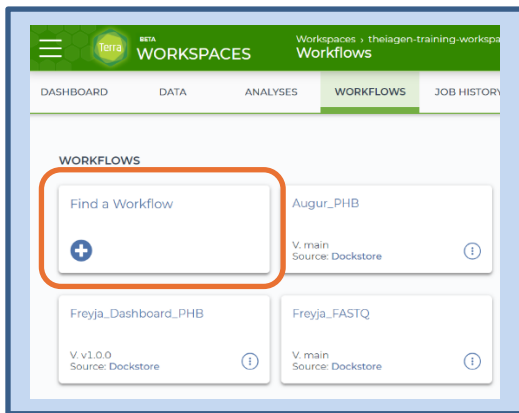 Terra
BETA
WORKSPACES
Workspaces › theiagen-training-workspa
Workflows
DASHBOARD DATA ANALYSES WORKFLOWS JOB HISTORY
WORKFLOWS
Find a Workflow
Augur_PHB
V. main
Source: Dockstore
Freyja_Dashboard_PHB
V. v1.0.0
Source: Dockstore
Freyja_FASTQ
V. main
Source: Dockstore